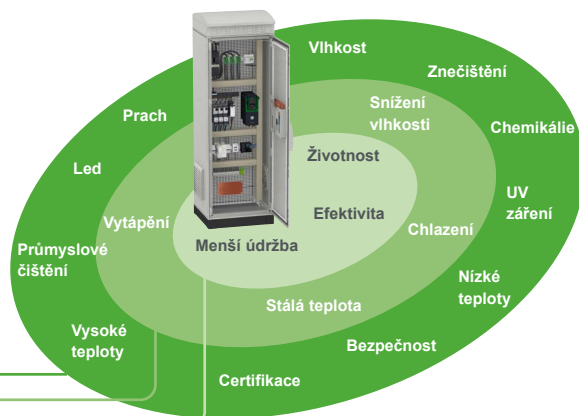 Vlhkost
Znečištění
Prach
Snížení
vlhkosti
Chemikálie
Životnost
Led
UV
záření
Efektivita
Vytápění
Chlazení
Menší údržba
Průmyslové
čištění
Nízké
teploty
Stálá teplota
Vysoké
teploty
Bezpečnost
Certifikace